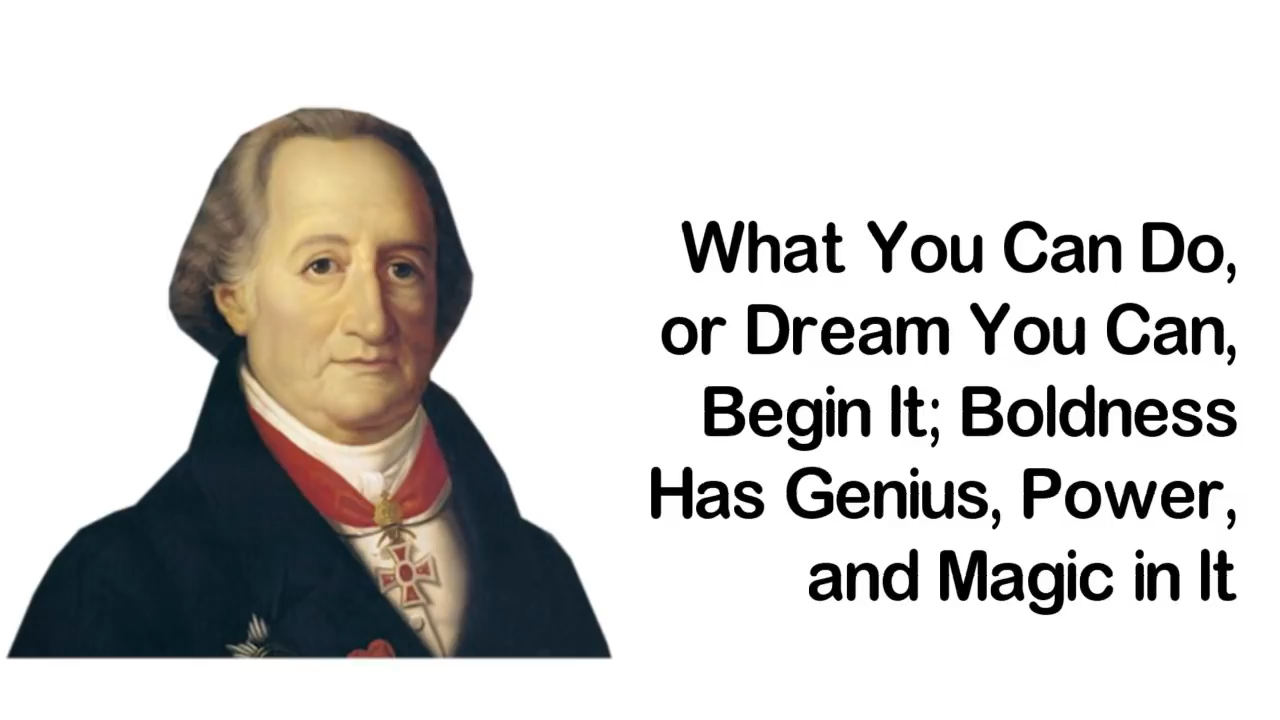 What You Can Do,
or Dream You Can,
Begin It; Boldness
Has Genius, Power,
and Magic in It